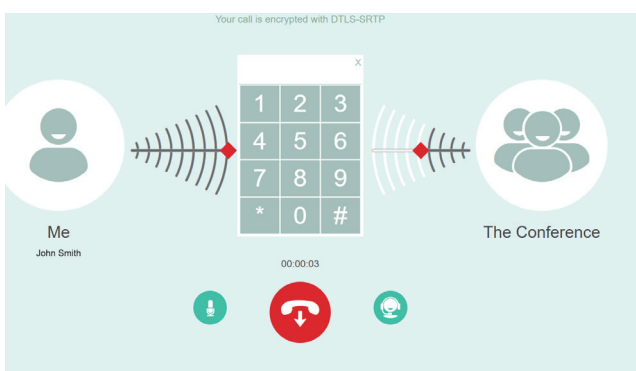 Your call is encrypted with DTLS-SRTP
X
1 2 3
4 5 6
7 8 9
* 0 #
Me
John Smith
The Conference
00:00:03